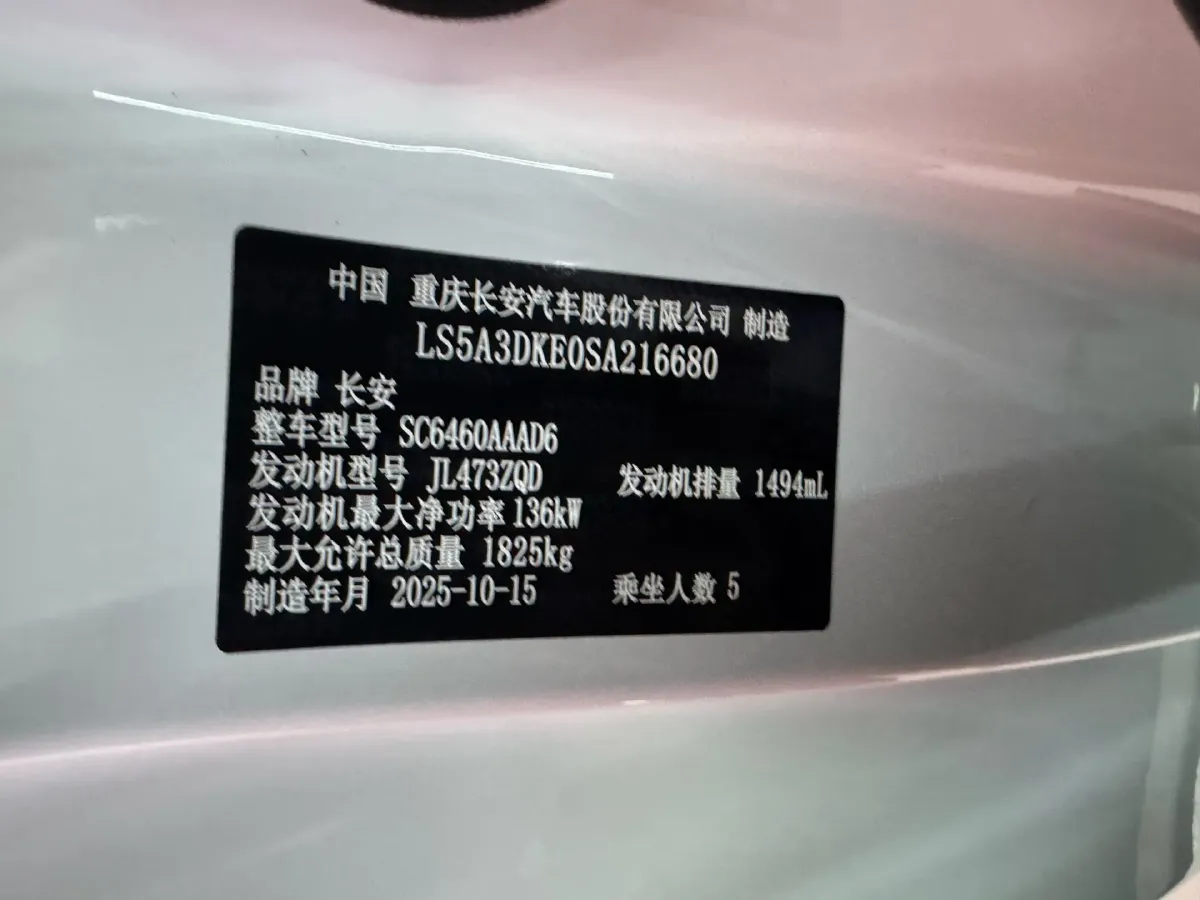 中国 重庆长安汽车股份有限公司 制造
LS5A3DKE0SA216680
品牌 长安
整车型号 SC6460AAAD6
发动机型号 JL473ZQD 发动机排量 1494mL
发动机最大净功率 136kW
最大允许总质量 1825kg
制造年月 2025-10-15 乘坐人数 5